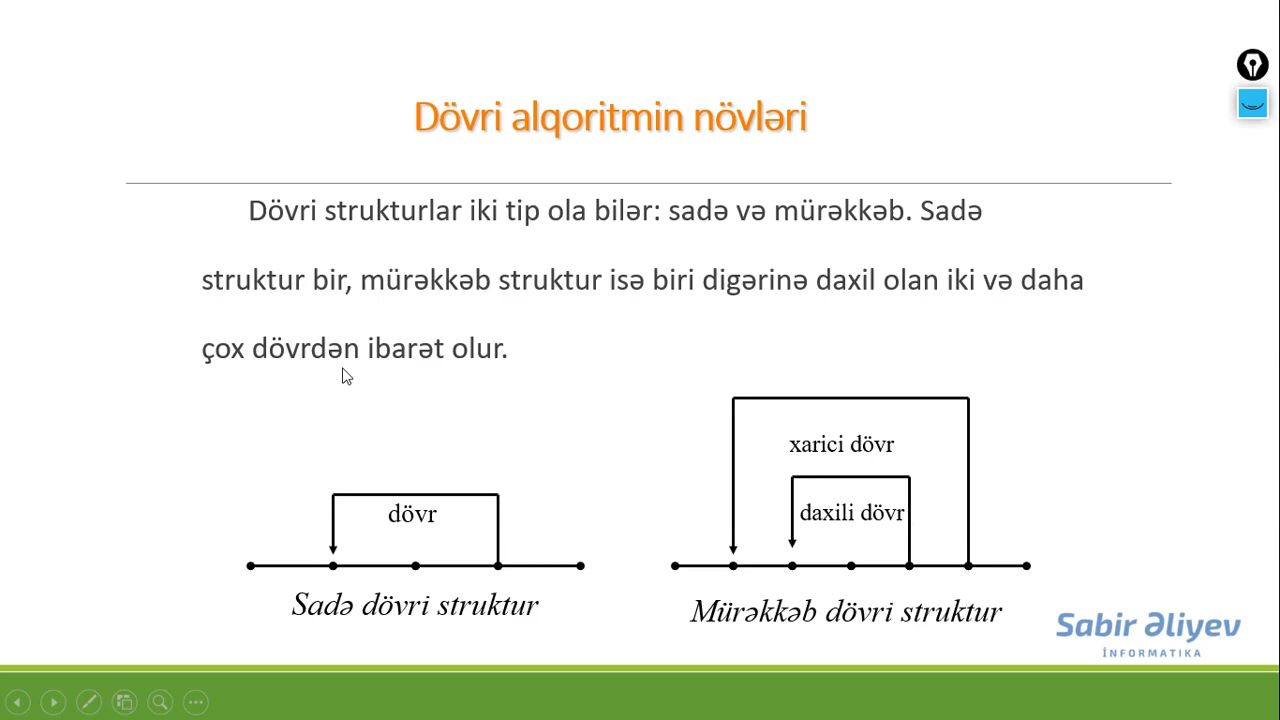 Dövri alqoritmin növləri
Dövri strukturlar iki tip ola bilər: sadə və mürəkkəb. Sadə
struktur bir, mürəkkəb struktur isə biri digərinə daxil olan iki və daha
çox dövrdən ibarət olur.
xarici dövr
dövr
daxili dövr
Sadə dövri struktur
Mürəkkəb dövri struktur
Sabir Əliyev
İNFORMATIKA